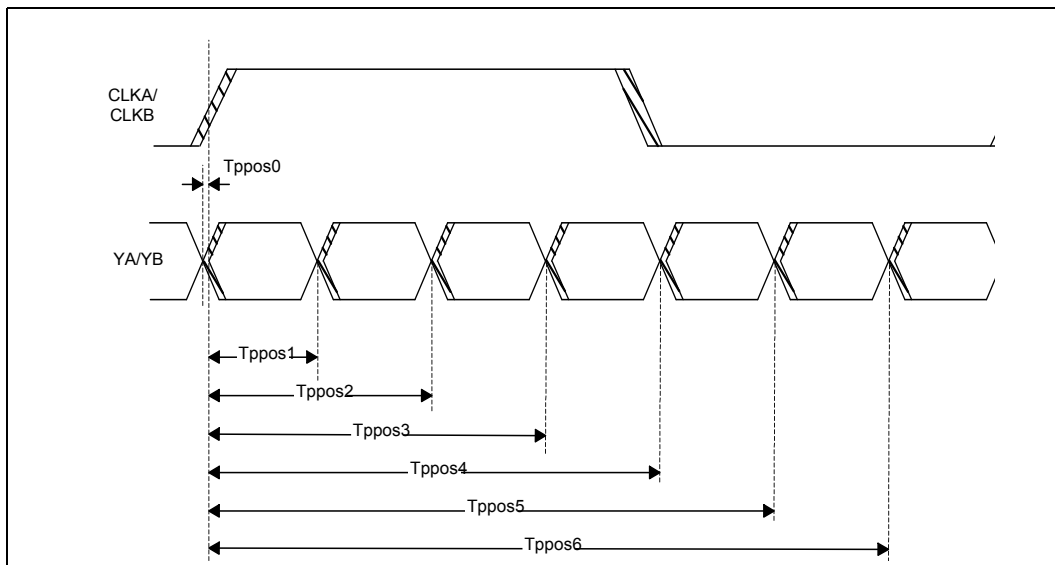 CLKA/
CLKB
Tppos0
YA/YB
Tppos1
Tppos2
Tppos3
Tppos4
Tppos5
Tppos6